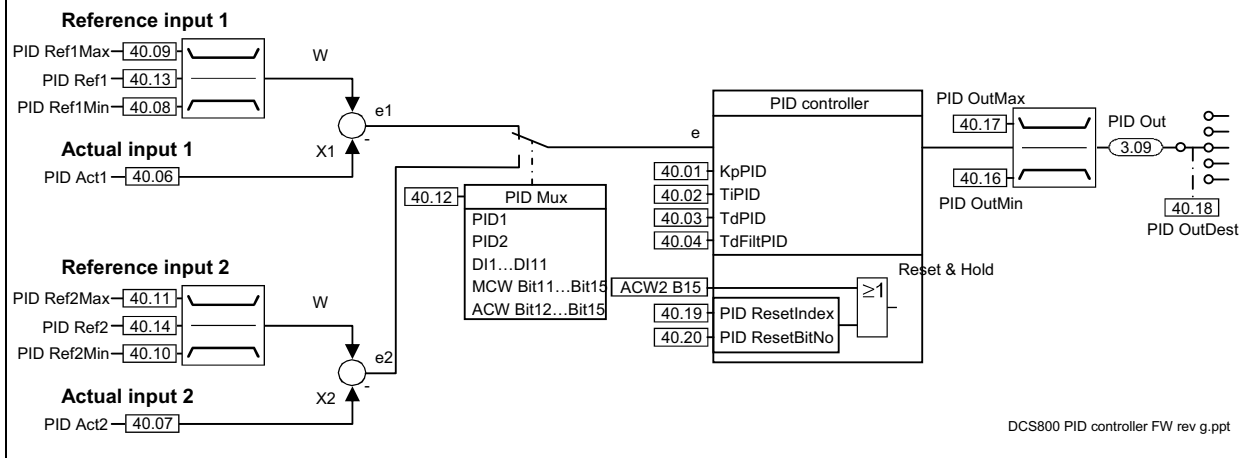 Reference input 1
PID Ref1Max 40.09
PID Ref1 40.13
PID Ref1Min 40.08
W
Actual input 1
PID Act1 40.06
X1
-
e1
Reference input 2
PID Ref2Max 40.11
PID Ref2 40.14
PID Ref2Min 40.10
W
Actual input 2
PID Act2 40.07
X2
-
e2
40.12 PID Mux
PID1
PID2
DI1…DI11
MCW Bit11…Bit15
ACW Bit12…Bit15
e
PID controller
40.01 KpPID
40.02 TiPID
40.03 TdPID
40.04 TdFiltPID
Reset & Hold
ACW2 B15
≥1
40.19 PID ResetIndex
40.20 PID ResetBitNo
PID OutMax
40.17
40.16
PID OutMin
PID Out
3.09
40.18
PID OutDest
DCS800 PID controller FW rev g.ppt